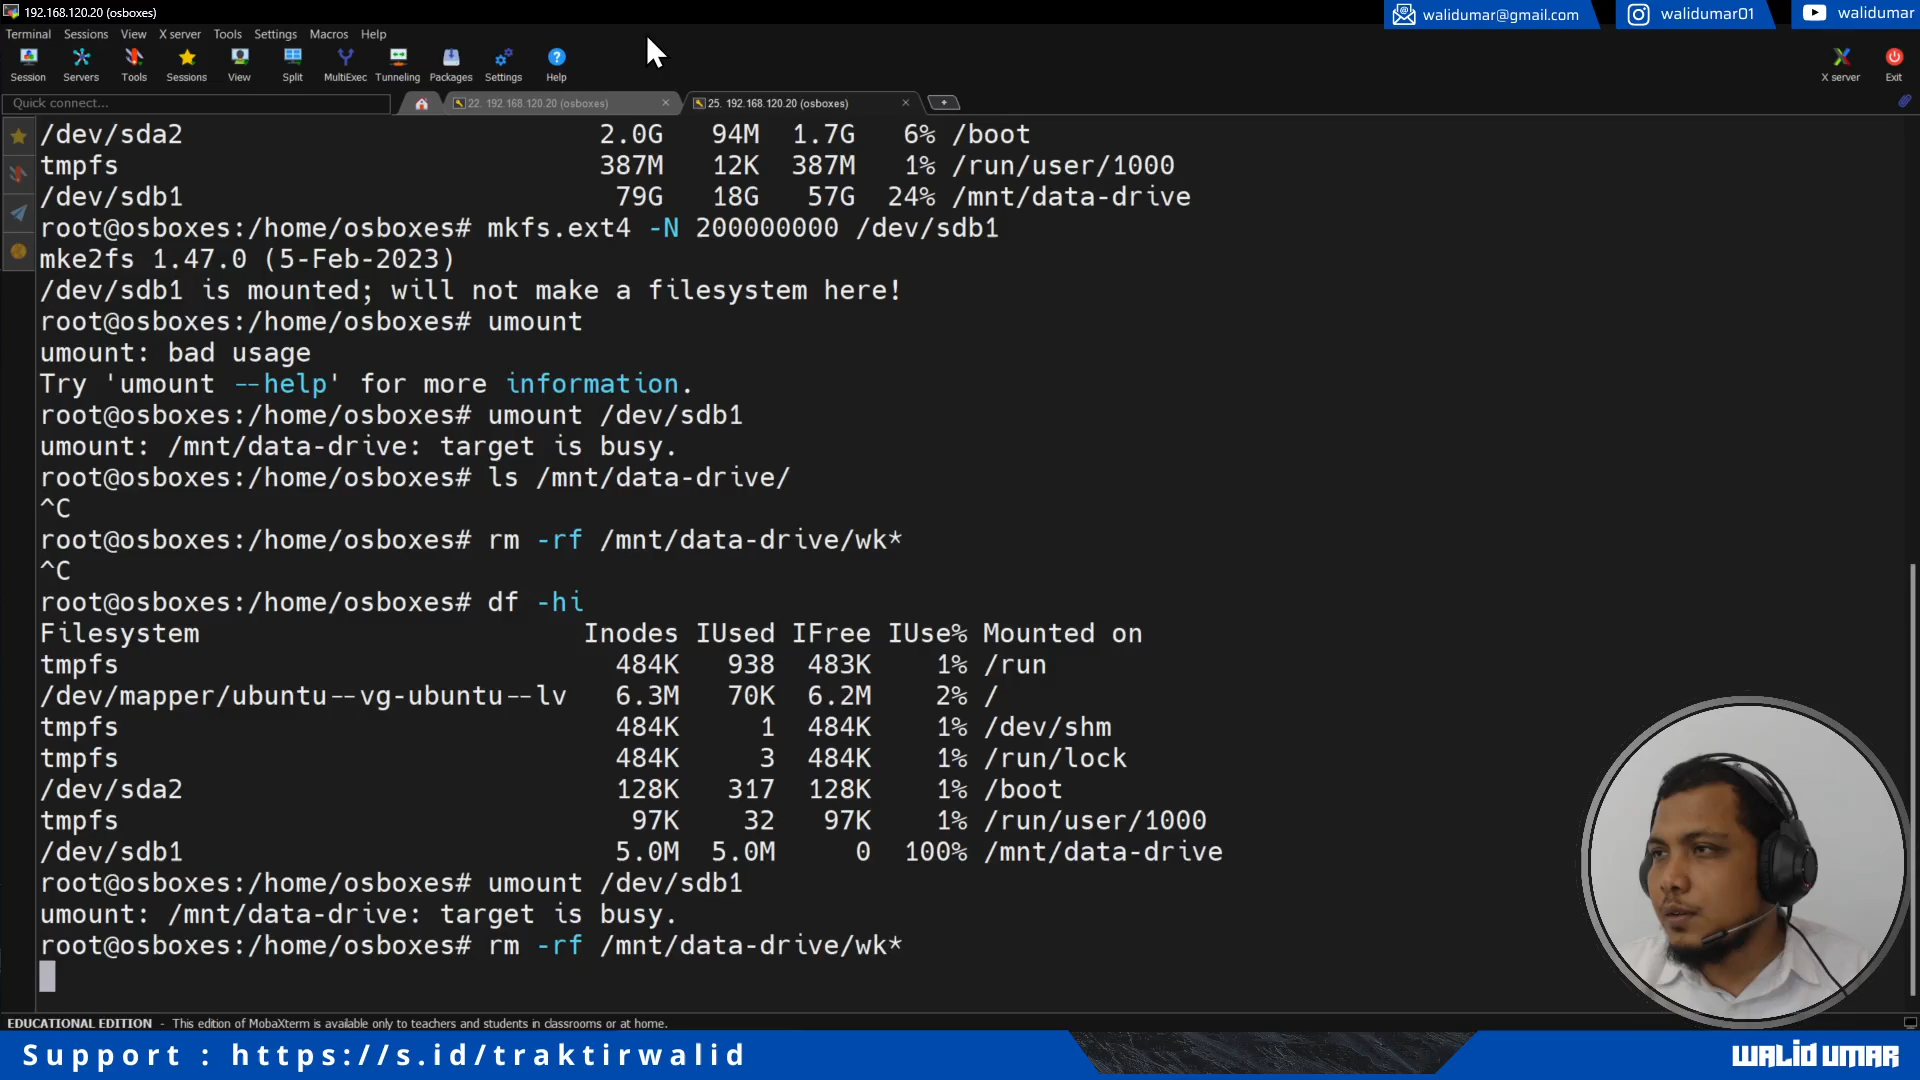 192.168.120.20 (osboxes)
walidumar@gmail.com
walidumar01
walidumar
Terminal Sessions View X server Tools Settings Macros Help
Session Servers Tools Sessions View Split MultiExec Tunneling Packages Settings Help X server Exit
Quick connect...
22. 192.168.120.20 (osboxes)
25. 192.168.120.20 (osboxes)
/dev/sda2 2.0G 94M 1.7G 6% /boot
tmpfs 387M 12K 387M 1% /run/user/1000
/dev/sdb1 79G 18G 57G 24% /mnt/data-drive
root@osboxes:/home/osboxes# mkfs.ext4 -N 200000000 /dev/sdb1
mke2fs 1.47.0 (5-Feb-2023)
/dev/sdb1 is mounted; will not make a filesystem here!
root@osboxes:/home/osboxes# umount
umount: bad usage
Try 'umount --help' for more information.
root@osboxes:/home/osboxes# umount /dev/sdb1
umount: /mnt/data-drive: target is busy.
root@osboxes:/home/osboxes# ls /mnt/data-drive/
^C
root@osboxes:/home/osboxes# rm -rf /mnt/data-drive/wk*
^C
root@osboxes:/home/osboxes# df -hi
Filesystem Inodes IUsed IFree IUse% Mounted on
tmpfs 484K 938 483K 1% /run
/dev/mapper/ubuntu--vg-ubuntu--lv 6.3M 70K 6.2M 2% /
tmpfs 484K 1 484K 1% /dev/shm
tmpfs 484K 3 484K 1% /run/lock
/dev/sda2 128K 317 128K 1% /boot
tmpfs 97K 32 97K 1% /run/user/1000
/dev/sdb1 5.0M 5.0M 0 100% /mnt/data-drive
root@osboxes:/home/osboxes# umount /dev/sdb1
umount: /mnt/data-drive: target is busy.
root@osboxes:/home/osboxes# rm -rf /mnt/data-drive/wk*
EDUCATIONAL EDITION - This edition of MobaXterm is available only to teachers and students in classrooms or at home.
Support : https://s.id/traktirwalid
WALID UMAR